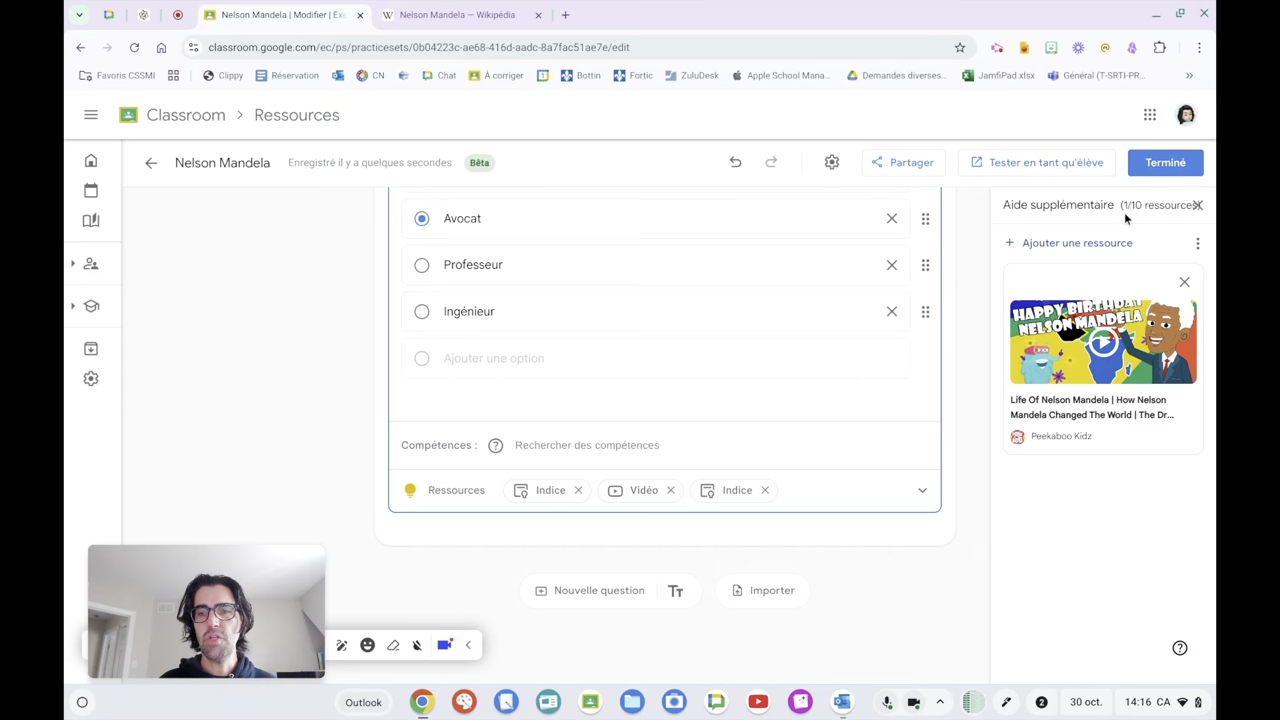 Nelson Mandela | Modifier | Exe
Nelson Mandela — Wikipédia
classroom.google.com/ec/ps/practicesets/0b04223c-ae68-416d-aadc-8a7fac51ae7e/edit
Favoris CSSMI
Clippy
Réservation
CN
Chat
À corriger
Bottin
Fortic
ZuluDesk
Apple School Mana...
Demandes diverses...
JamfiPad.xlsx
Général (T-SRTI-PR...
Classroom > Ressources
Nelson Mandela
Enregistré il y a quelques secondes
Bêta
Partager
Tester en tant qu'élève
Terminé
Avocat
Professeur
Ingénieur
Ajouter une option
Compétences :
Rechercher des compétences
Ressources
Indice
Vidéo
Indice
Nouvelle question
Tт
Importer
Aide supplémentaire (1/10 ressources)
+ Ajouter une ressource
HAPPY BIRTHDAY
NELSON MANDELA
Life Of Nelson Mandela | How Nelson
Mandela Changed The World | The Dr...
Peekaboo Kidz
Outlook
2
30 oct.
14:16 CA